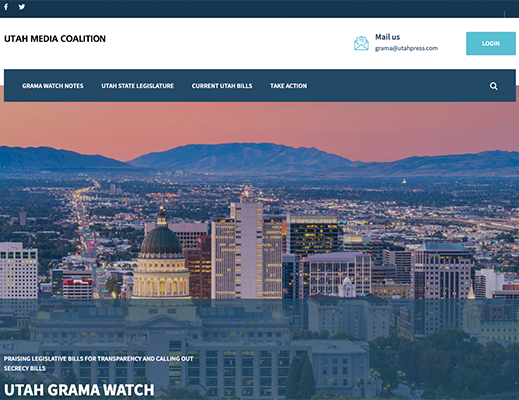 UTAH MEDIA COALITION
Mail us
grama@utahpress.com
LOGIN
GRAMA WATCH NOTES UTAH STATE LEGISLATURE CURRENT UTAH BILLS TAKE ACTION
PRAISING LEGISLATIVE BILLS FOR TRANSPARENCY AND CALLING OUT
SECRECY BILLS
UTAH GRAMA WATCH